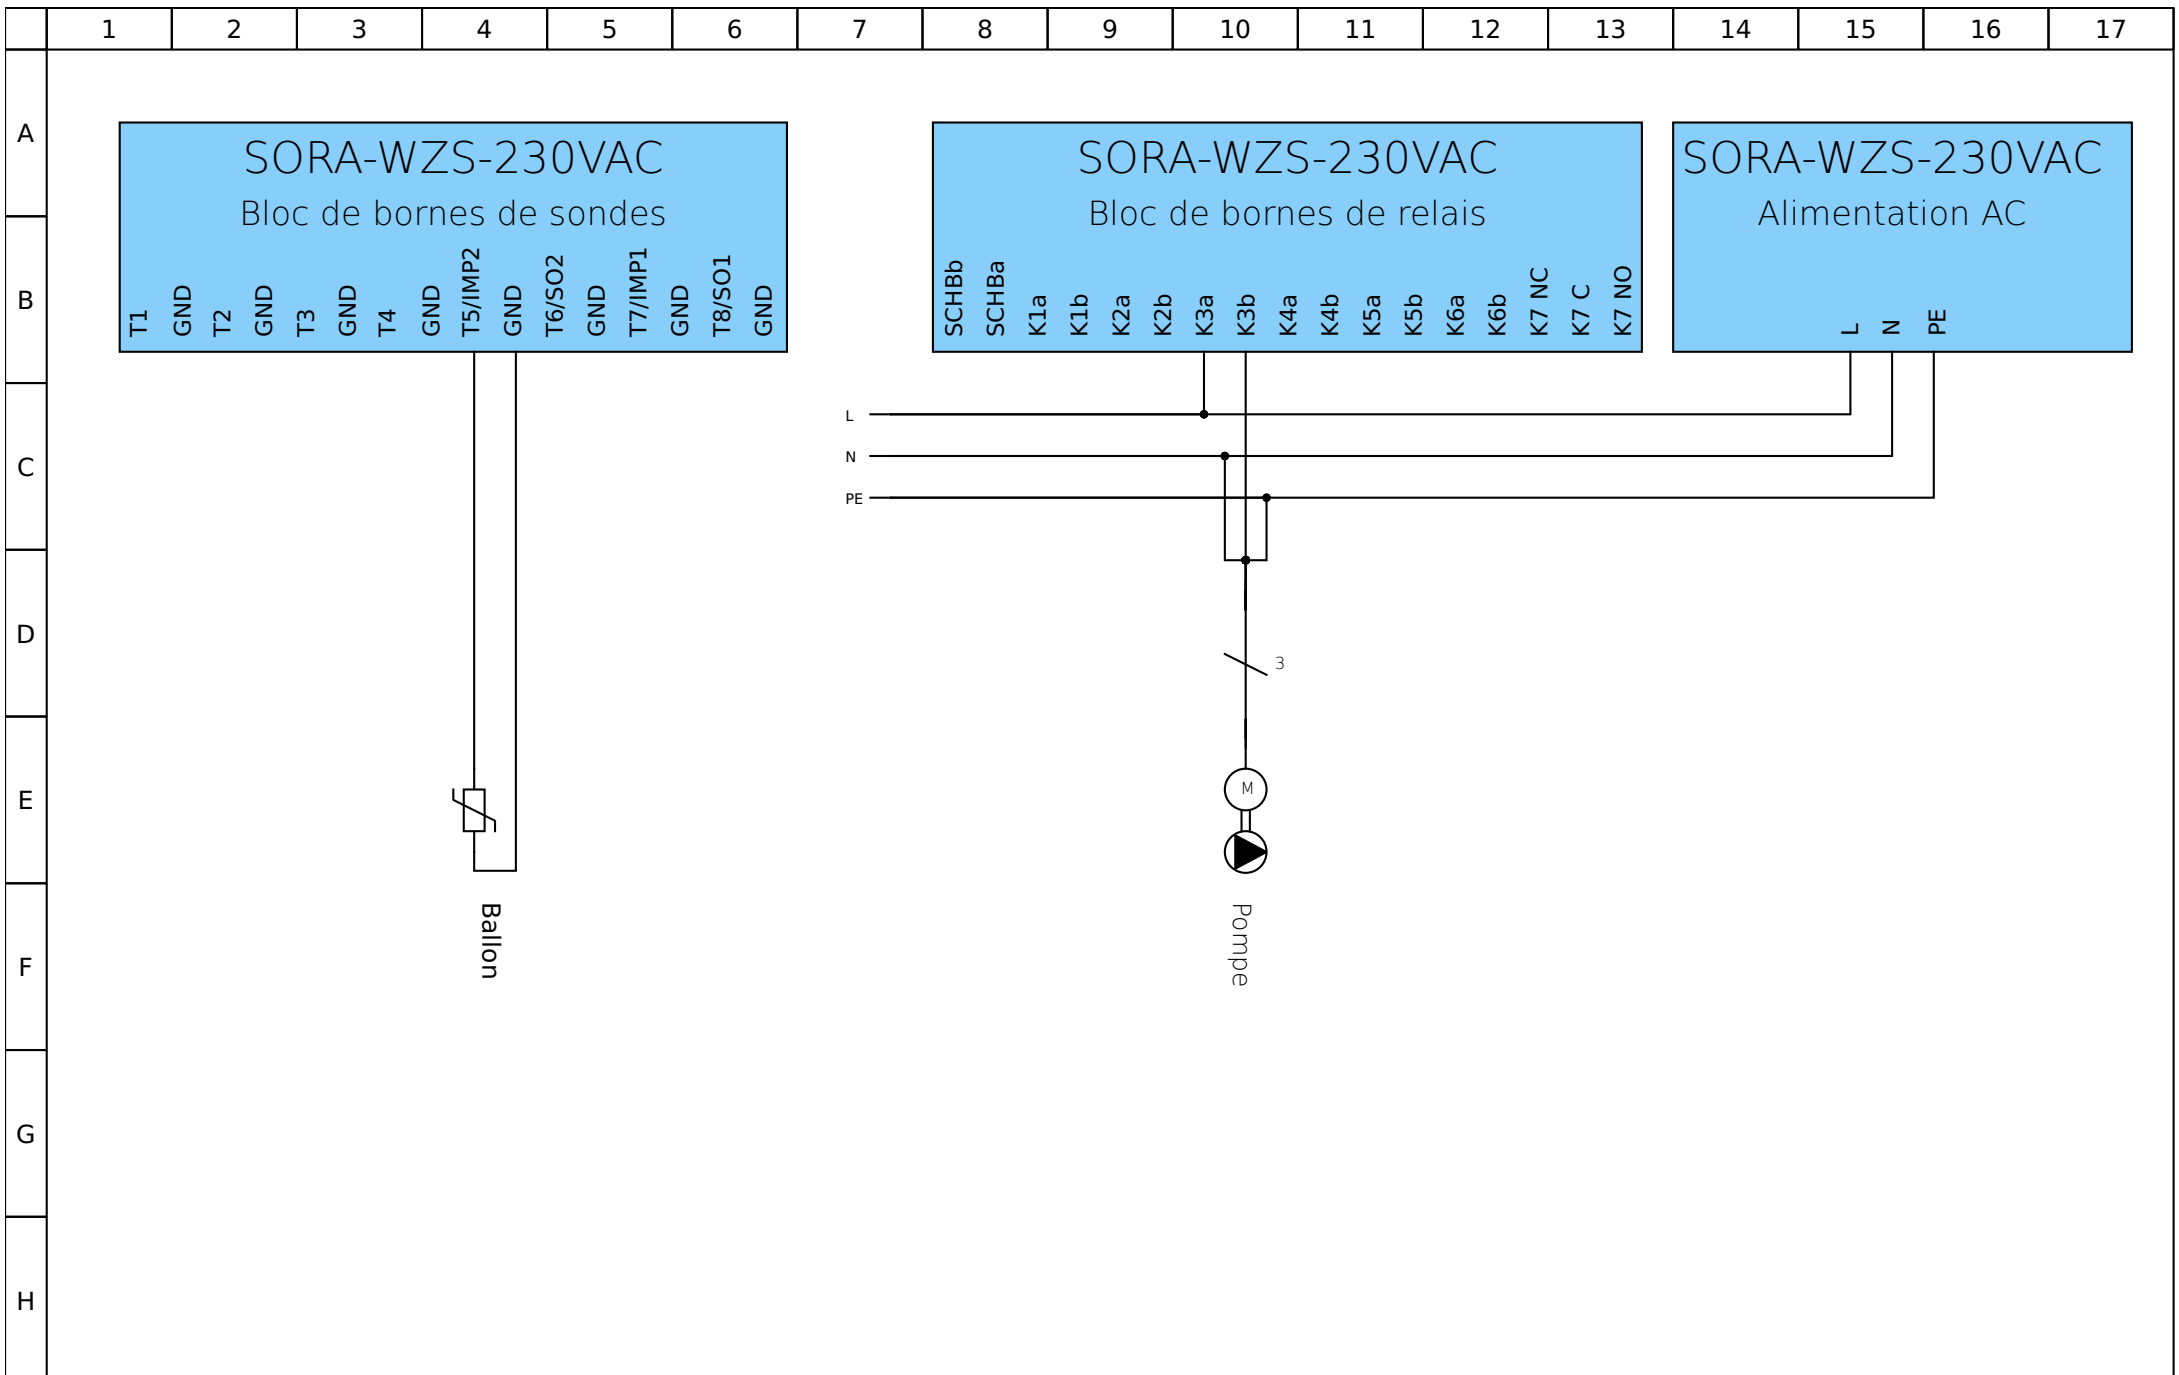 1 2 3 4 5 6 7 8 9 10 11 12 13 14 15 16 17
A
SORA-WZS-230VAC
Bloc de bornes de sondes
T1 GND T2 GND T3 GND T4 GND T5/IMP2 GND T6/SO2 GND T7/IMP1 GND T8/SO1 GND
SORA-WZS-230VAC
Bloc de bornes de relais
SCHBb SCHBa K1a K1b K2a K2b K3a K3b K4a K4b K5a K5b K6a K6b K7 NC K7 C K7 NO
SORA-WZS-230VAC
Alimentation AC
L N PE
B
L
N
PE
C
D
3
E
M
Ballon
Pompe
F
G
H